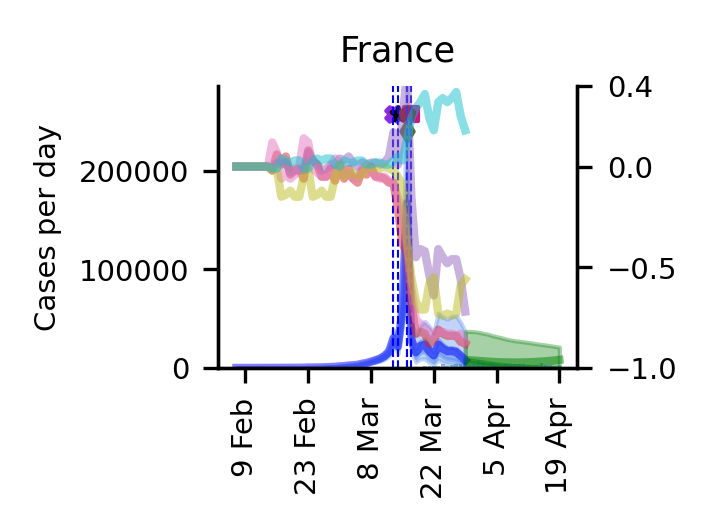 France
Cases per day
200000
100000
0
0.4
0.0
−0.5
−1.0
9 Feb
23 Feb
8 Mar
22 Mar
5 Apr
19 Apr